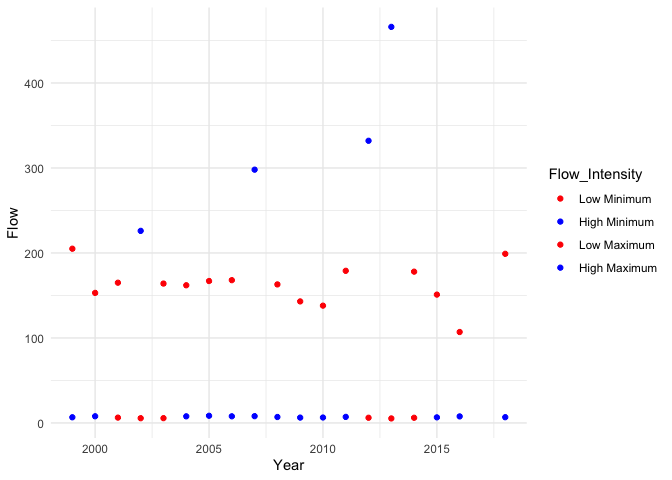 400
300
200
100
0
Flow
2000
2005
2010
2015
Year
Flow_Intensity
Low Minimum
High Minimum
Low Maximum
High Maximum